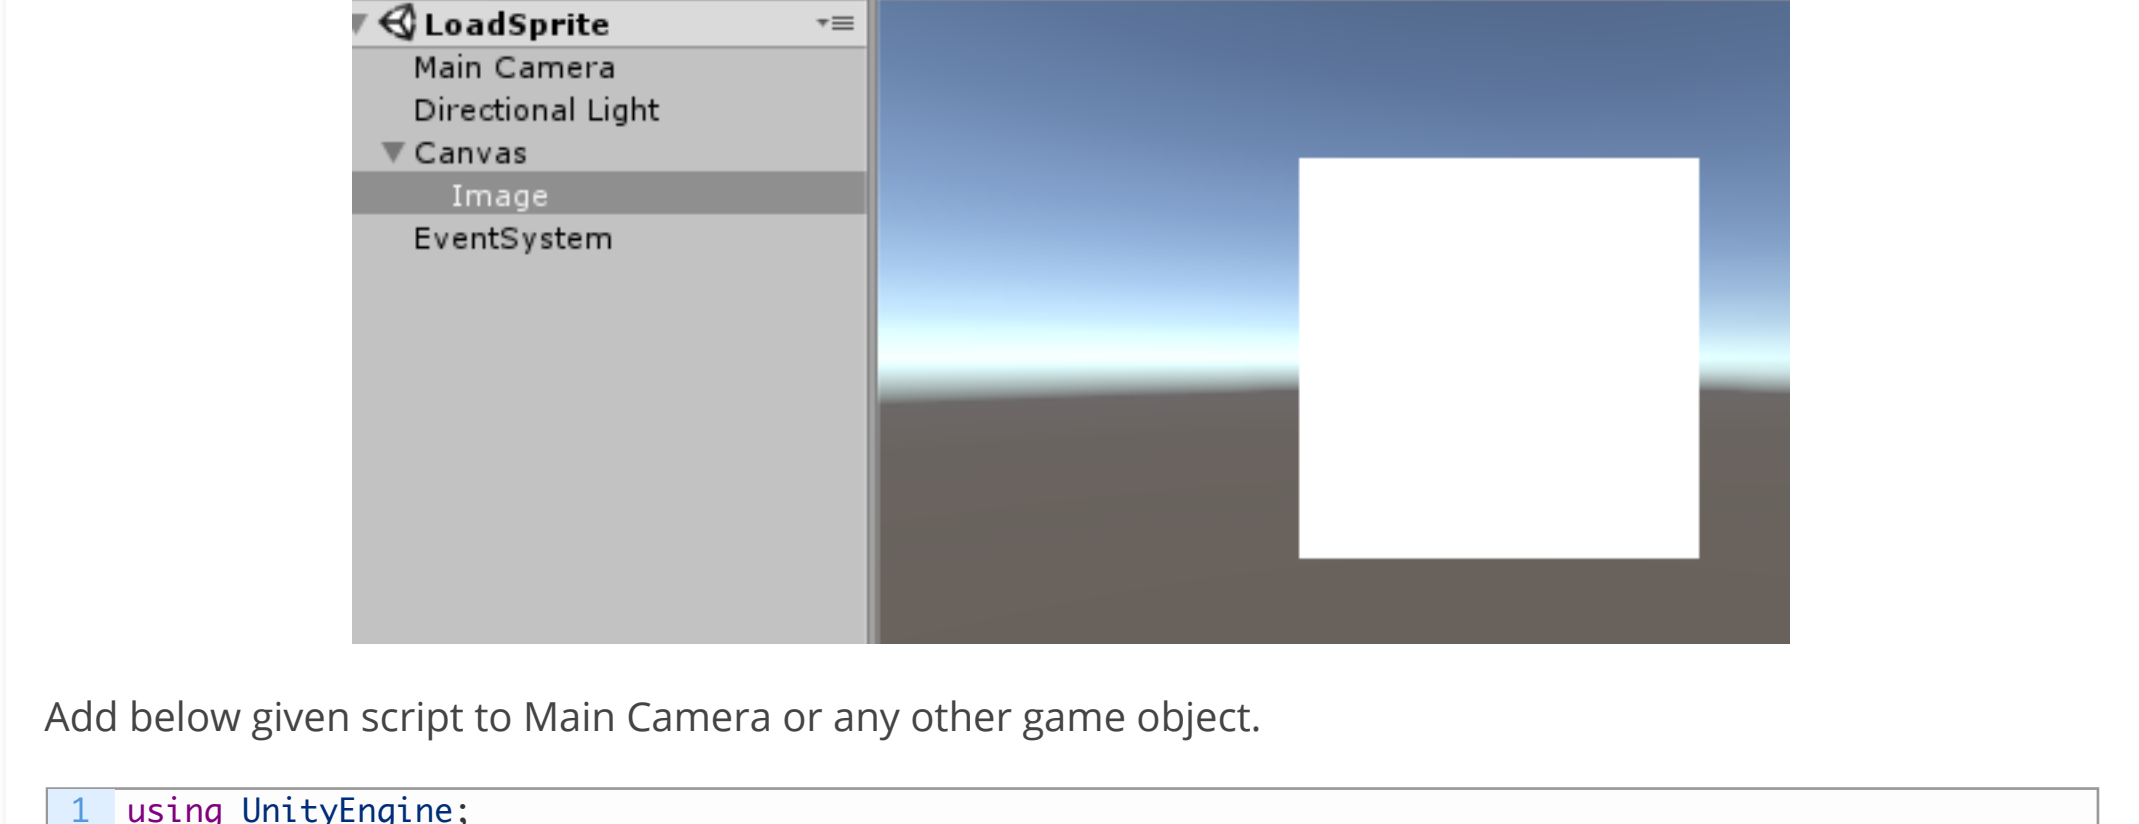 LoadSprite
Main Camera
Directional Light
Canvas
Image
EventSystem
Add below given script to Main Camera or any other game object.
1 using UnityEngine;